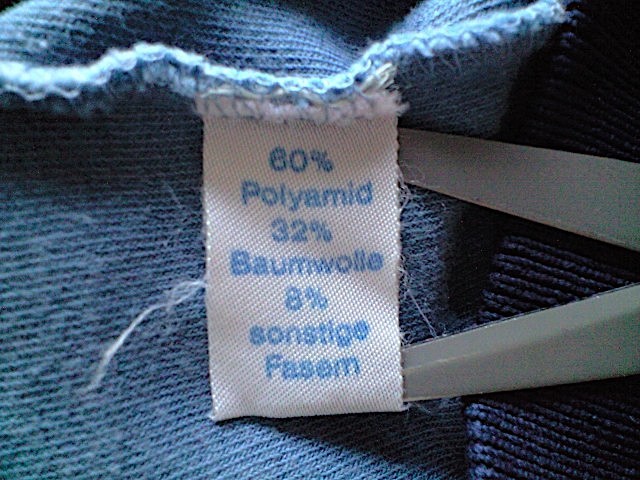 60%
Polyamid
32%
Baumwolle
8%
sonstige
Fasern